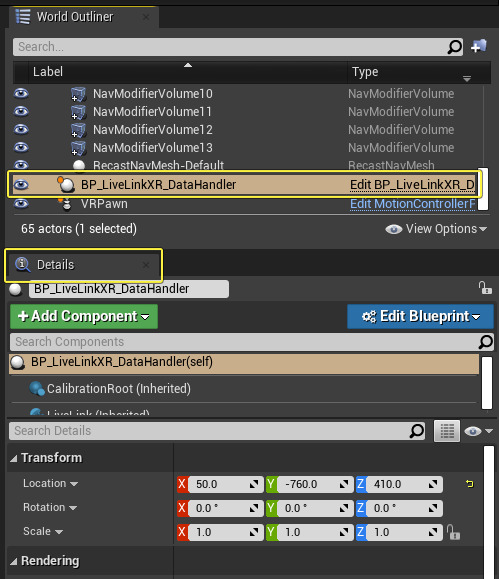 World Outliner
Search...
Label Type
NavModifierVolume10 NavModifierVolume
NavModifierVolume11 NavModifierVolume
NavModifierVolume12 NavModifierVolume
NavModifierVolume13 NavModifierVolume
RecastNavMesh-Default RecastNavMesh
BP_LiveLinkXR_DataHandler Edit BP_LiveLinkXR_D
VRPawn Edit MotionControllerF
65 actors (1 selected) View Options
Details
BP_LiveLinkXR_DataHandler
+Add Component Edit Blueprint
Search Components
BP_LiveLinkXR_DataHandler(self)
CalibrationRoot (Inherited)
LiveLink (Inherited)
Search Details
Transform
Location X 50.0 Y -760.0 Z 410.0
Rotation X 0.0 ° Y 0.0 ° Z 0.0 °
Scale X 1.0 Y 1.0 Z 1.0
Rendering